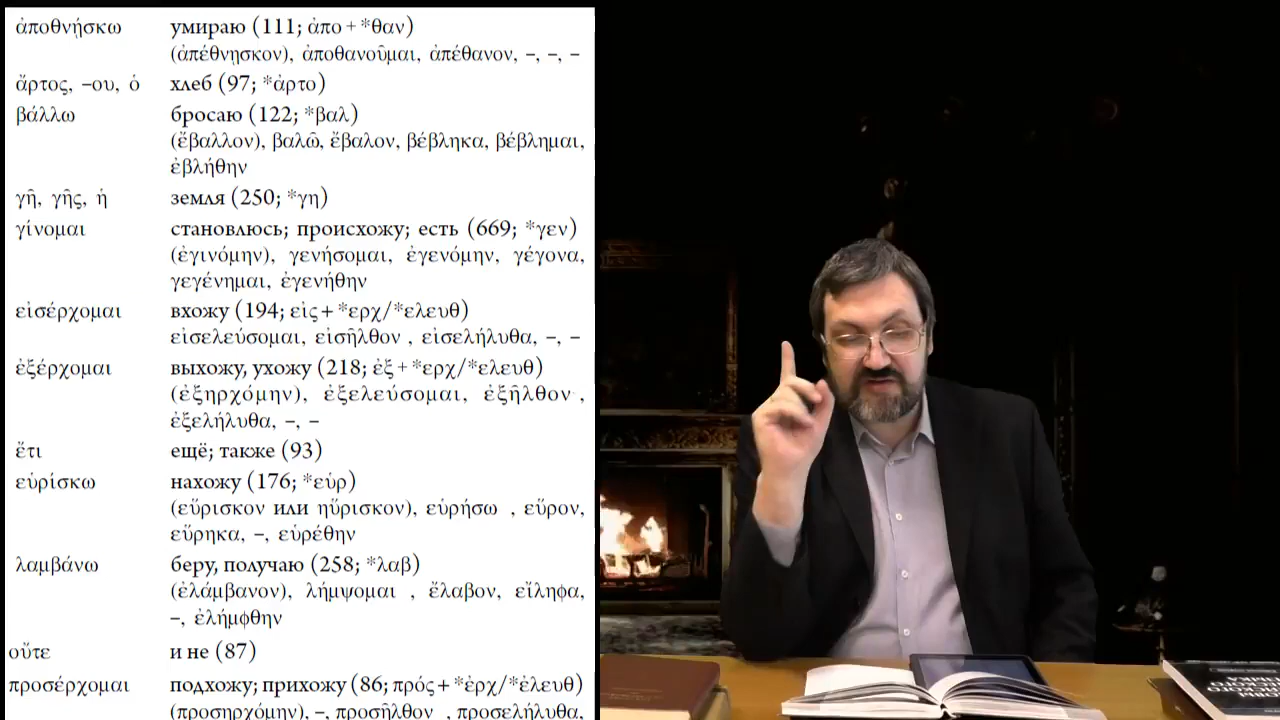 ἀποθνῄσκω умираю (111; ἀπο + *θαν)
(ἀπέθνῃσκον), ἀποθανοῦμαι, ἀπέθανον, –, –, –
ἄρτος, –ου, ὁ хлеб (97; *ἀρτο)
βάλλω бросаю (122; *βαλ)
(ἔβαλλον), βαλῶ, ἔβαλον, βέβληκα, βέβλημαι,
ἐβλήθην
γῆ, γῆς, ἡ земля (250; *γη)
γίνομαι становлюсь; происхожу; есть (669; *γεν)
(ἐγινόμην), γενήσομαι, ἐγενόμην, γέγονα,
γεγένημαι, ἐγενήθην
εἰσέρχομαι вхожу (194; εἰς + *ερχ/*ελευθ)
εἰσελεύσομαι, εἰσῆλθον , εἰσελήλυθα, –, –
ἐξέρχομαι выхожу, ухожу (218; ἐξ + *ερχ/*ελευθ)
(ἐξηρχόμην), ἐξελεύσομαι, ἐξῆλθον ,
ἐξελήλυθα, –, –
ἔτι ещё; также (93)
εὑρίσκω нахожу (176; *εὑρ)
(εὕρισκον или ηὕρισκον), εὑρήσω , εὗρον,
εὕρηκα, –, εὑρέθην
λαμβάνω беру, получаю (258; *λαβ)
(ἐλάμβανον), λήμψομαι , ἔλαβον, εἴληφα,
–, ἐλήμφθην
οὔτε и не (87)
προσέρχομαι подхожу; прихожу (86; πρός + *ἐρχ/*ἐλευθ)
(προσηρχόμην), –, προσῆλθον , προσελήλυθα,